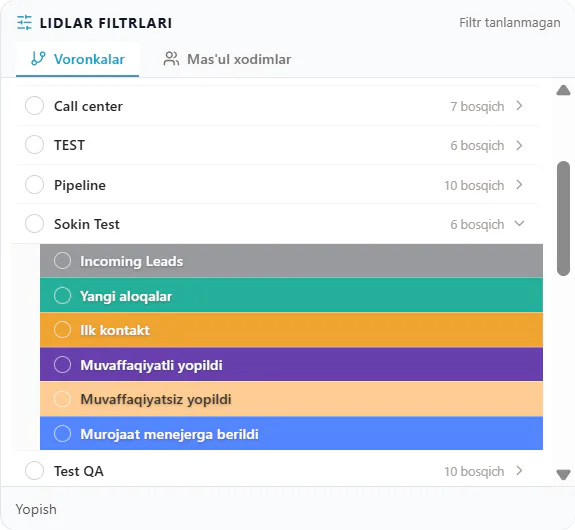 LIDLAR FILTRLARI
Filtr tanlanmagan
Voronkalar
Mas'ul xodimlar
Call center 7 bosqich
TEST 6 bosqich
Pipeline 10 bosqich
Sokin Test 6 bosqich
Incoming Leads
Yangi aloqalar
Ilk kontakt
Muvaffaqiyatli yopildi
Muvaffaqiyatsiz yopildi
Murojaat menejerga berildi
Test QA 10 bosqich
Yopish